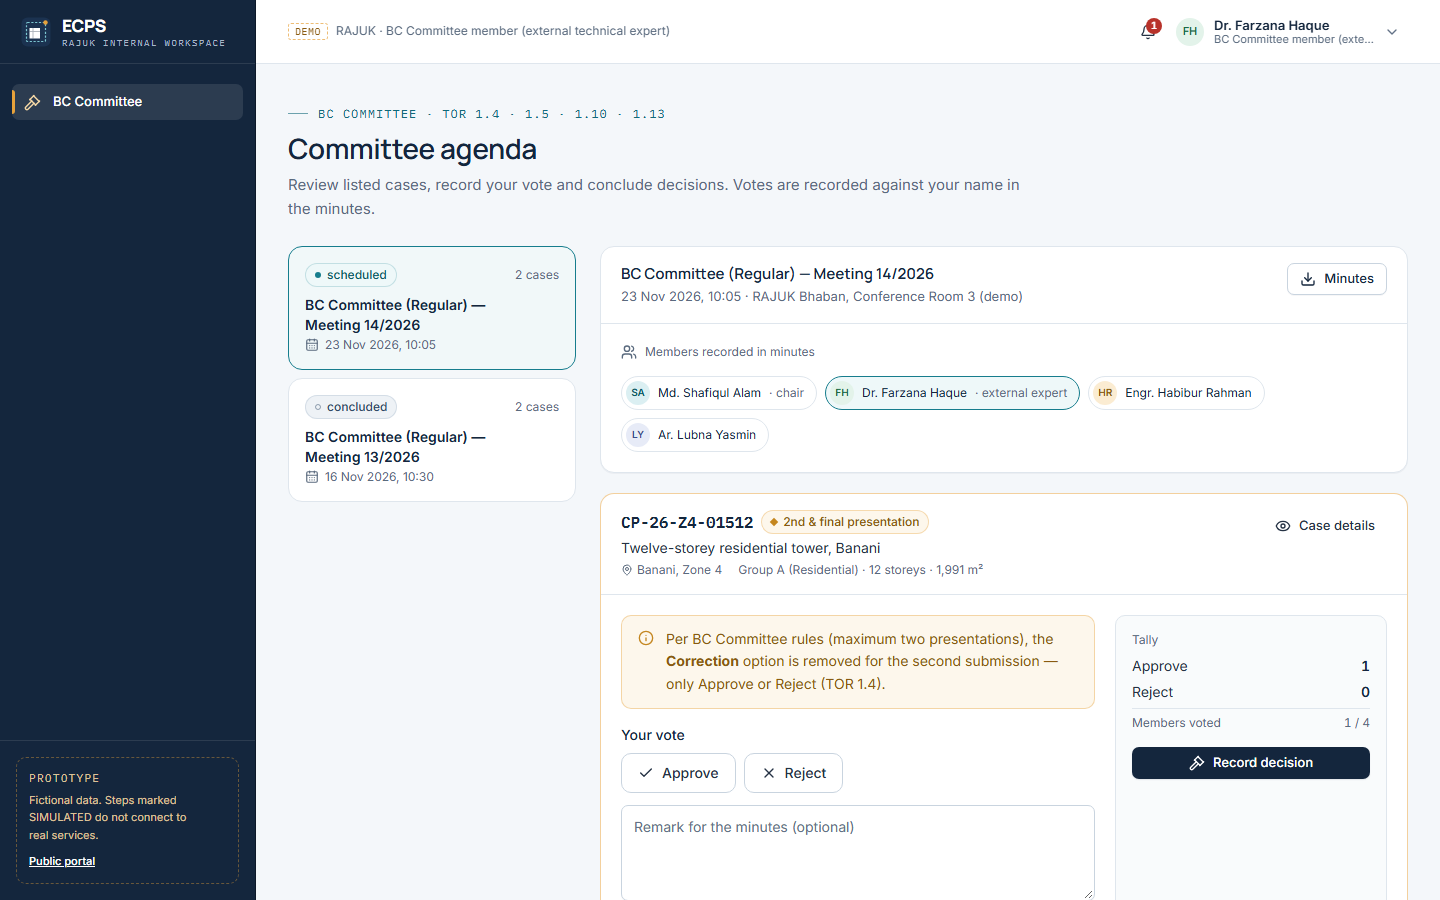 ECPS
RAJUK INTERNAL WORKSPACE
BC Committee
PROTOTYPE
Fictional data. Steps marked
SIMULATED do not connect to
real services.
Public portal
DEMO RAJUK · BC Committee member (external technical expert)
1
FH
Dr. Farzana Haque
BC Committee member (exte...
BC COMMITTEE · TOR 1.4 · 1.5 · 1.10 · 1.13
Committee agenda
Review listed cases, record your vote and conclude decisions. Votes are recorded against your name in
the minutes.
scheduled 2 cases
BC Committee (Regular) —
Meeting 14/2026
23 Nov 2026, 10:05
concluded 2 cases
BC Committee (Regular) —
Meeting 13/2026
16 Nov 2026, 10:30
BC Committee (Regular) — Meeting 14/2026
23 Nov 2026, 10:05 · RAJUK Bhaban, Conference Room 3 (demo)
Minutes
Members recorded in minutes
SA Md. Shafiqul Alam · chair
FH Dr. Farzana Haque · external expert
HR Engr. Habibur Rahman
LY Ar. Lubna Yasmin
CP-26-Z4-01512 2nd & final presentation
Case details
Twelve-storey residential tower, Banani
Banani, Zone 4 Group A (Residential) · 12 storeys · 1,991 m²
Per BC Committee rules (maximum two presentations), the
Correction option is removed for the second submission —
only Approve or Reject (TOR 1.4).
Your vote
Approve Reject
Remark for the minutes (optional)
Tally
Approve 1
Reject 0
Members voted 1 / 4
Record decision